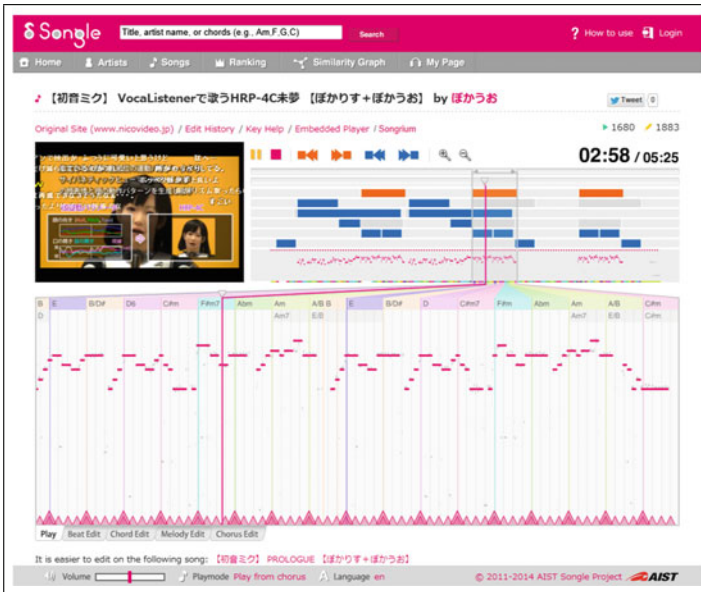 Songle
Title, artist name, or chords (e.g., Am,F,G,C) Search
? How to use Login
Home Artists Songs Ranking Similarity Graph My Page
【初音ミク】 VocaListenerで歌うHRP-4C未夢 【ぼかりす+ぼかうお】 by ぼかうお
Tweet 0
Original Site (www.nicovideo.jp) / Edit History / Key Help / Embedded Player / Songrium
1680 1883
02:58 / 05:25
B E B/D# D6 C#m F#m7 Abm Am A/B B E B/D# D C#m7 F#m Abm Am A/B C#m
D Am7 E/B Am7 E/B C#m
Play Beat Edit Chord Edit Melody Edit Chorus Edit
It is easier to edit on the following song: 【初音ミク】 PROLOGUE 【ぼかりす+ぼかうお】
Volume Playmode Play from chorus Language en © 2011-2014 AIST Songle Project AIST